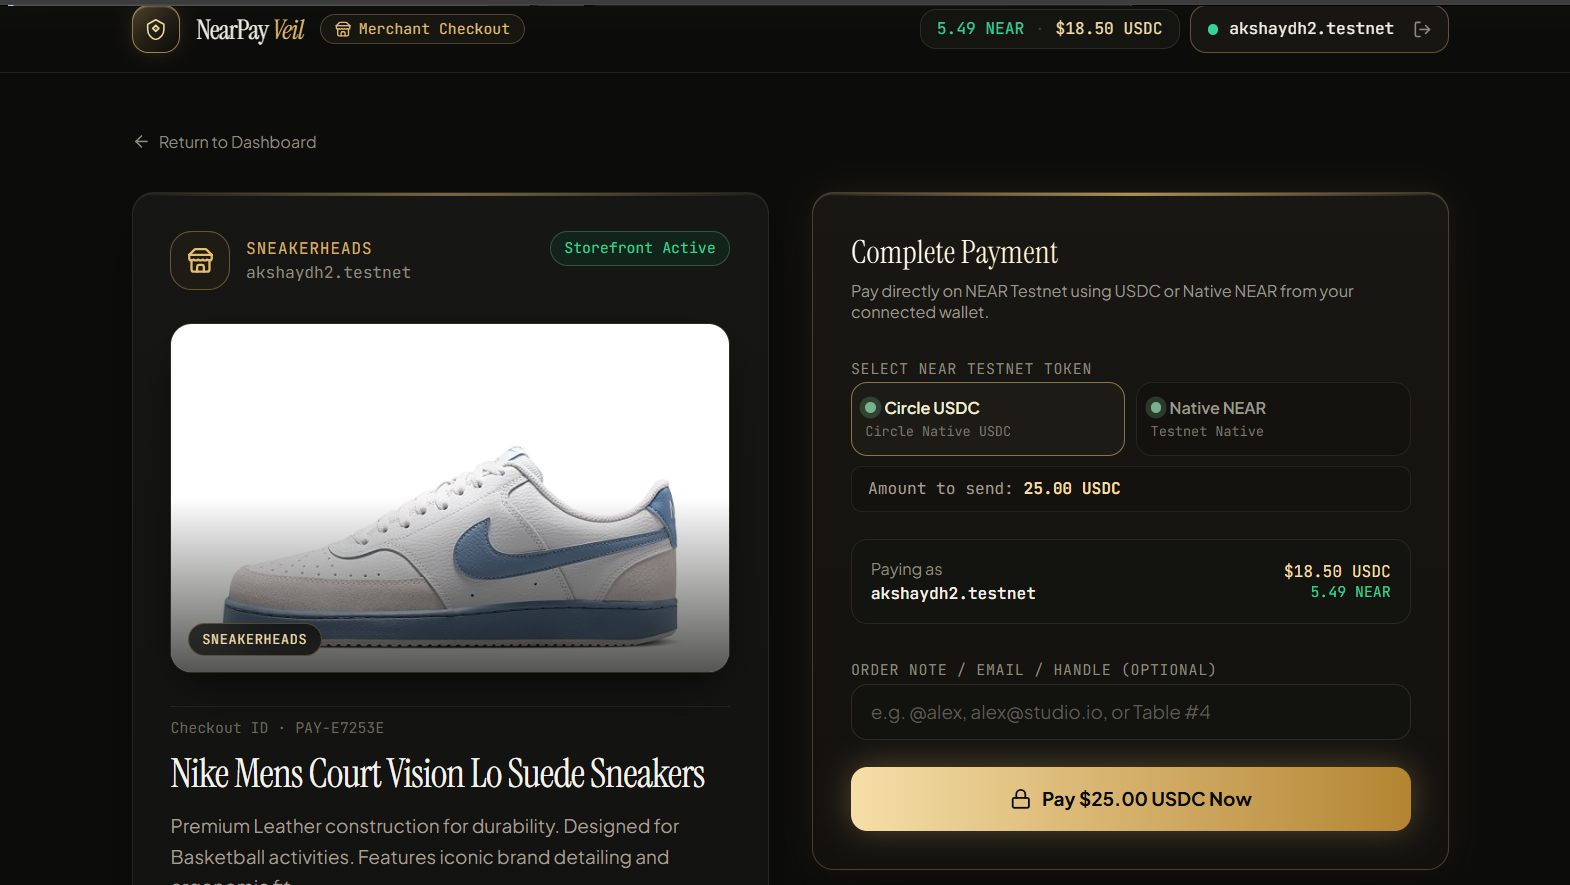 NearPay Veil
Merchant Checkout
5.49 NEAR · $18.50 USDC
akshaydh2.testnet
Return to Dashboard
SNEAKERHEADS
akshaydh2.testnet
Storefront Active
SNEAKERHEADS
Checkout ID · PAY-E7253E
Nike Mens Court Vision Lo Suede Sneakers
Premium Leather construction for durability. Designed for
Basketball activities. Features iconic brand detailing and
Complete Payment
Pay directly on NEAR Testnet using USDC or Native NEAR from your
connected wallet.
SELECT NEAR TESTNET TOKEN
Circle USDC
Circle Native USDC
Native NEAR
Testnet Native
Amount to send: 25.00 USDC
Paying as
akshaydh2.testnet
$18.50 USDC
5.49 NEAR
ORDER NOTE / EMAIL / HANDLE (OPTIONAL)
e.g. @alex, alex@studio.io, or Table #4
Pay $25.00 USDC Now